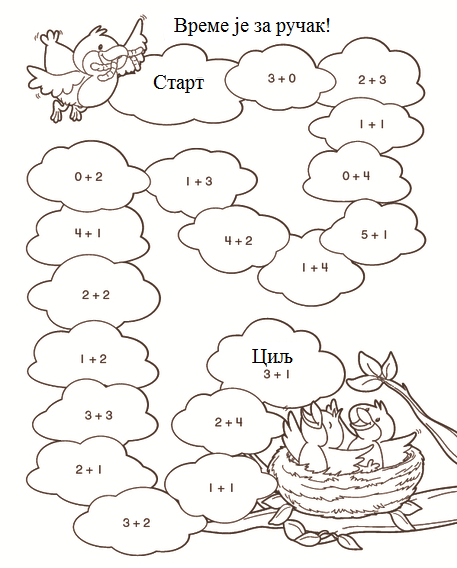 Време је за ручак!
Старт
3 + 0
2 + 3
1 + 1
0 + 4
5 + 1
1 + 4
4 + 2
1 + 3
0 + 2
4 + 1
2 + 2
1 + 2
3 + 3
2 + 1
3 + 2
1 + 1
2 + 4
Циљ
3 + 1